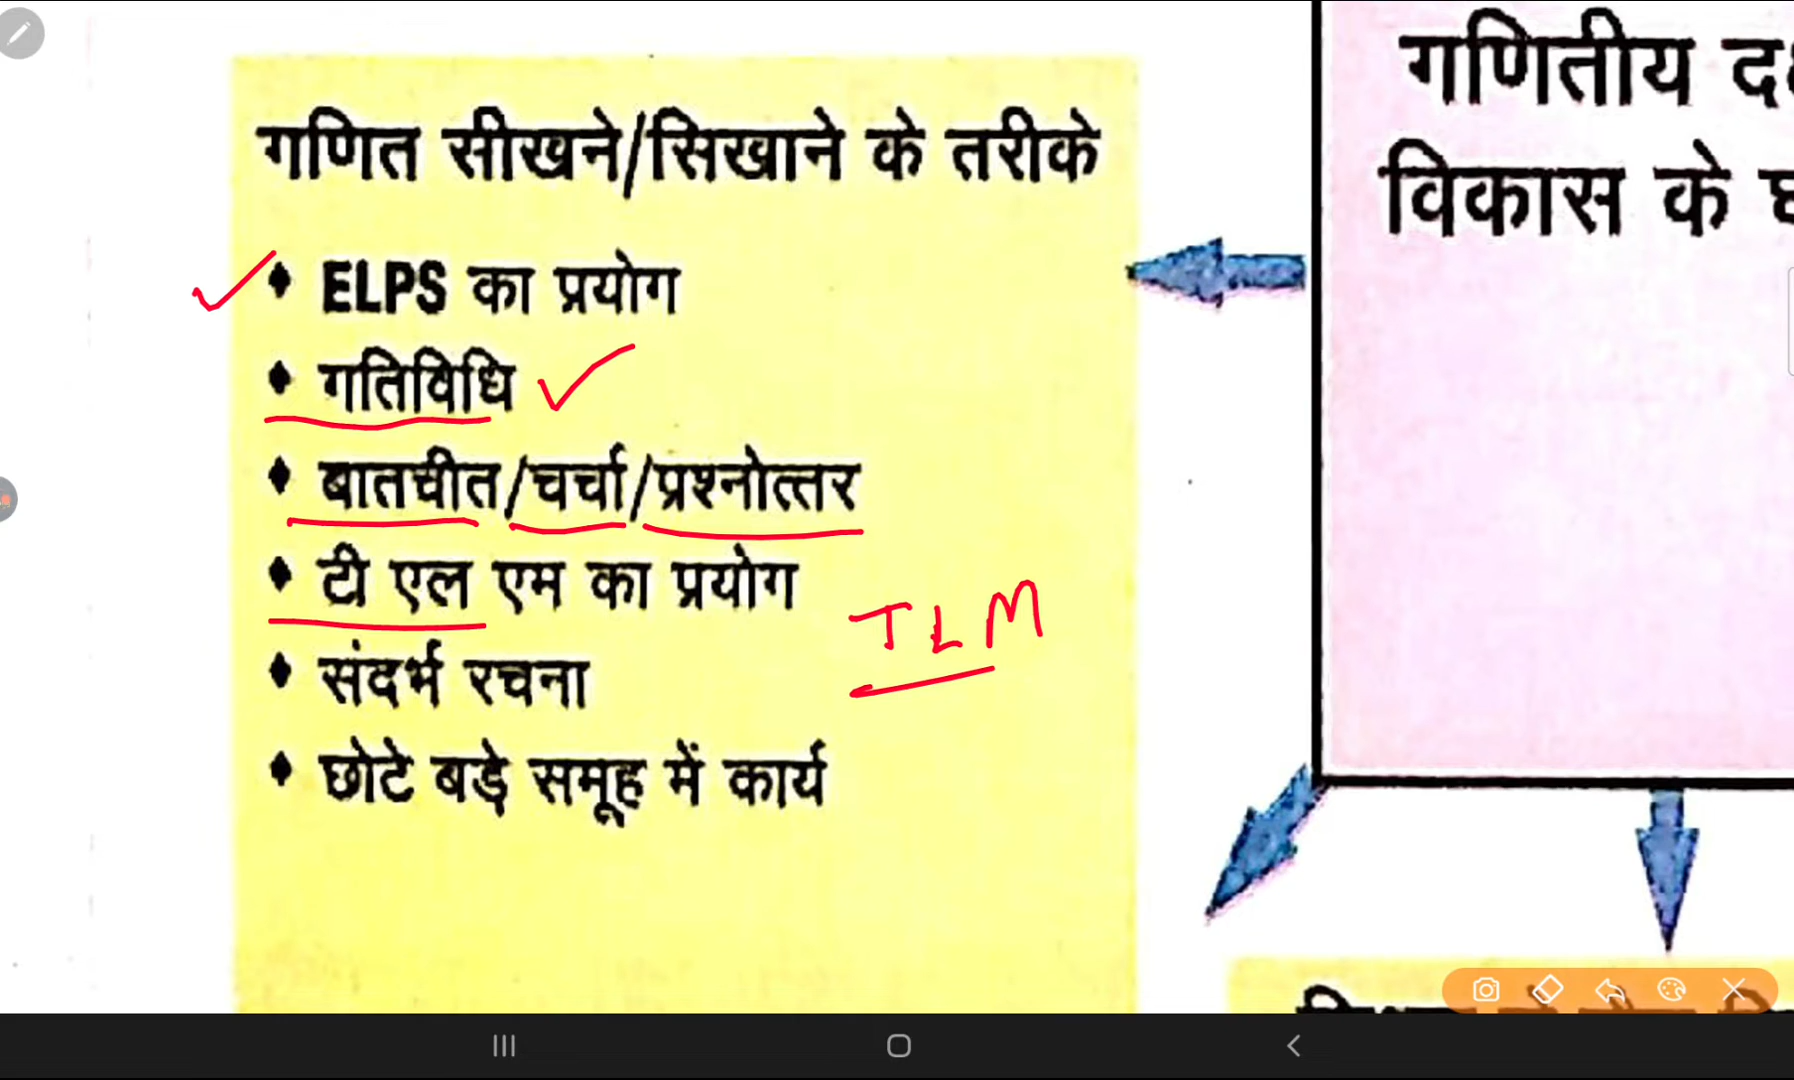 गणित सीखने/सिखाने के तरीके
♦ ELPS का प्रयोग
♦ गतिविधि
♦ बातचीत/चर्चा/प्रश्नोत्तर
♦ टी एल एम का प्रयोग
TLM
♦ संदर्भ रचना
♦ छोटे बड़े समूह में कार्य
गणितीय
विकास के